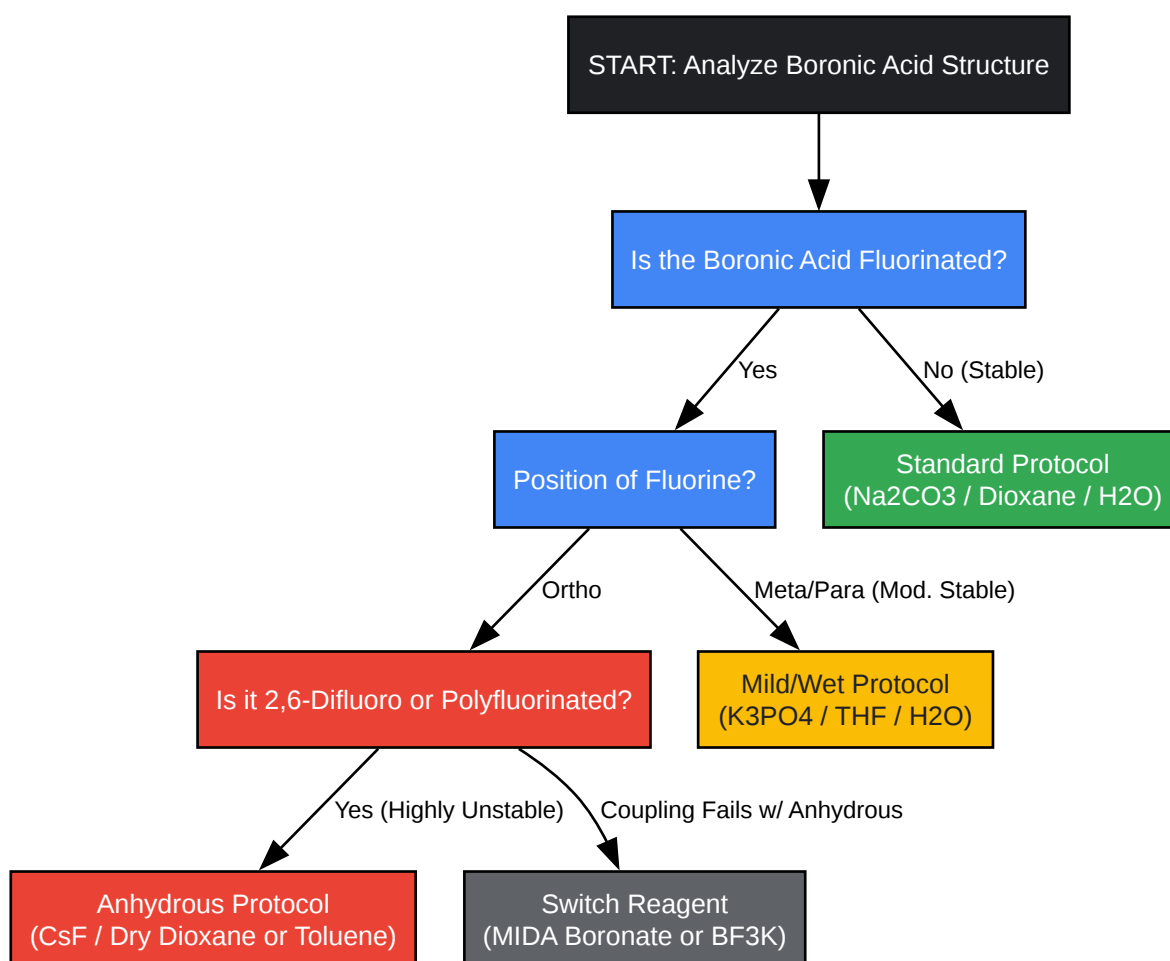 START: Analyze Boronic Acid Structure
Is the Boronic Acid Fluorinated?
Yes
No (Stable)
Position of Fluorine?
Standard Protocol
(Na2CO3 / Dioxane / H2O)
Ortho
Meta/Para (Mod. Stable)
Is it 2,6-Difluoro or Polyfluorinated?
Mild/Wet Protocol
(K3PO4 / THF / H2O)
Yes (Highly Unstable)
Coupling Fails w/ Anhydrous
Anhydrous Protocol
(CsF / Dry Dioxane or Toluene)
Switch Reagent
(MIDA Boronate or BF3K)